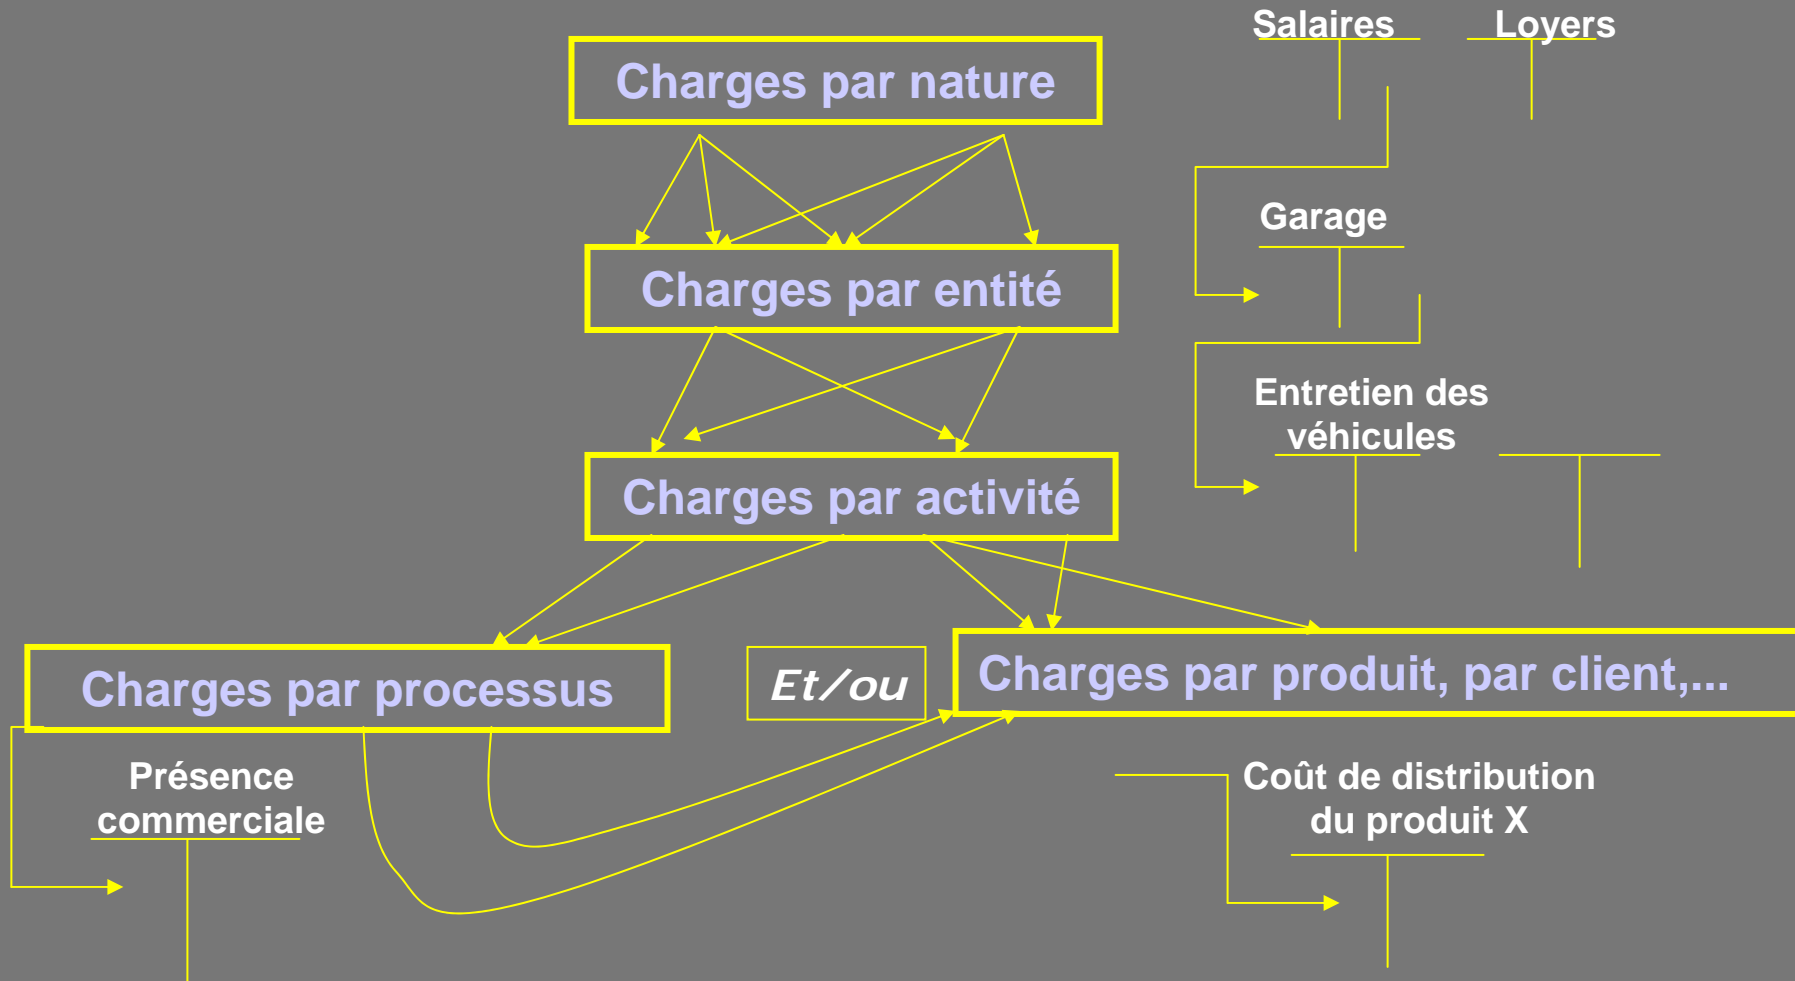 Salaires
Loyers
Charges par nature
Garage
Charges par entité
Entretien des
véhicules
Charges par activité
Charges par processus
Et/ou
Charges par produit, par client,...
Présence
commerciale
Coût de distribution
du produit X